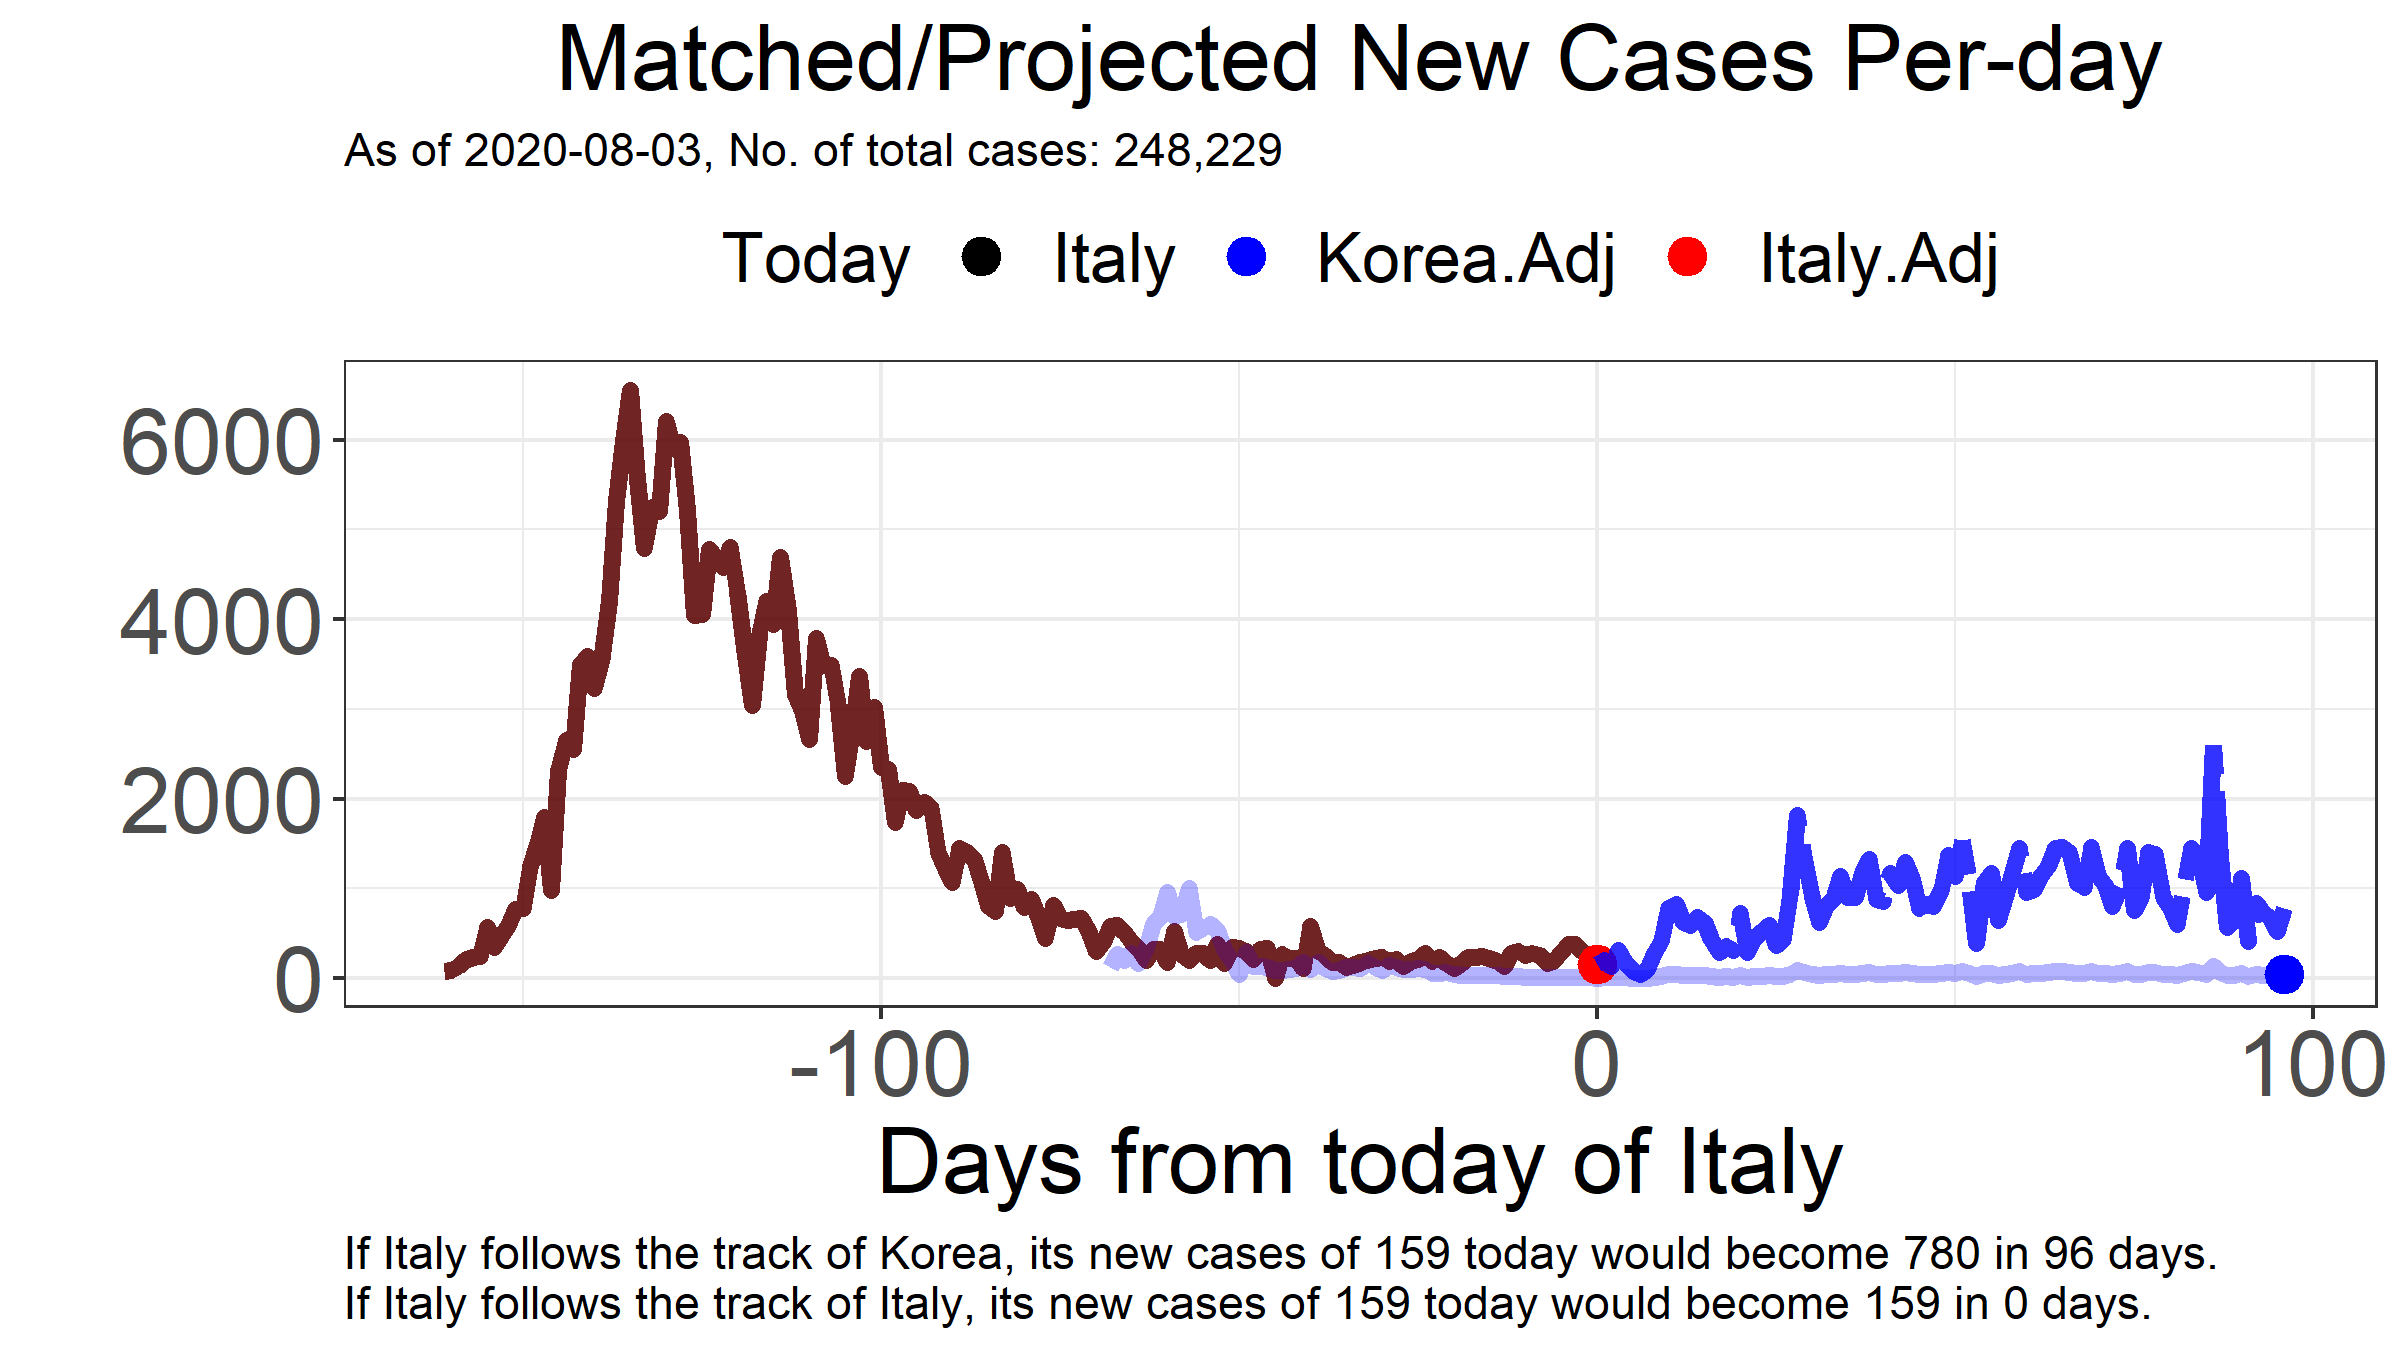 Matched/Projected New Cases Per-day
As of 2020-08-03, No. of total cases: 248,229
Today Italy Korea.Adj Italy.Adj
6000
4000
2000
0
-100 0 100
Days from today of Italy
If Italy follows the track of Korea, its new cases of 159 today would become 780 in 96 days.
If Italy follows the track of Italy, its new cases of 159 today would become 159 in 0 days.